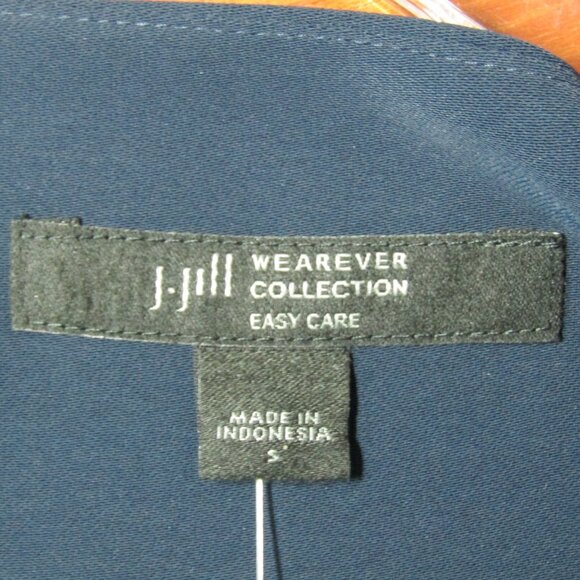 J.Jill WEAREVER
COLLECTION
EASY CARE
MADE IN
INDONESIA
S